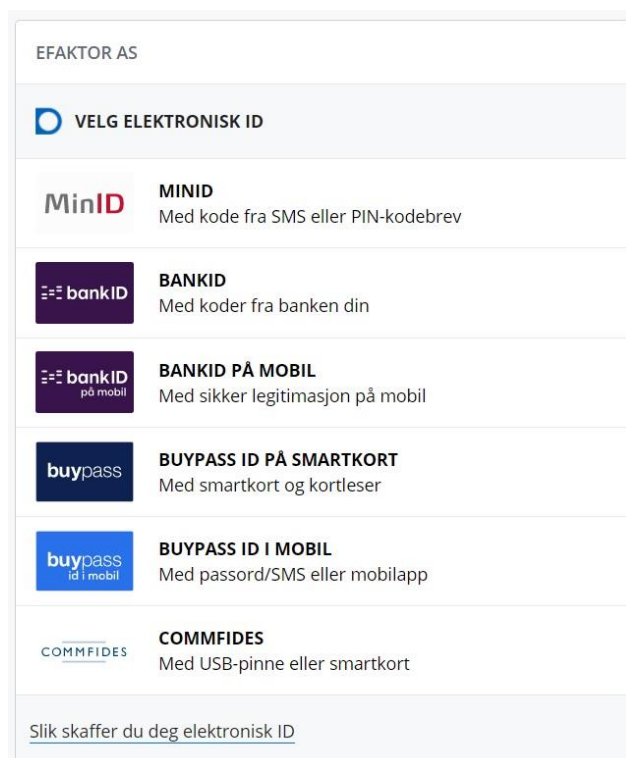 EFAKTOR AS
VELG ELEKTRONISK ID
MinID
MINID
Med kode fra SMS eller PIN-kodebrev
bankID
BANKID
Med koder fra banken din
bankID
på mobil
BANKID PÅ MOBIL
Med sikker legitimasjon på mobil
buypass
BUYPASS ID PÅ SMARTKORT
Med smartkort og kortleser
buypass
id i mobil
BUYPASS ID I MOBIL
Med passord/SMS eller mobilapp
COMMFIDES
COMMFIDES
Med USB-pinne eller smartkort
Slik skaffer du deg elektronisk ID